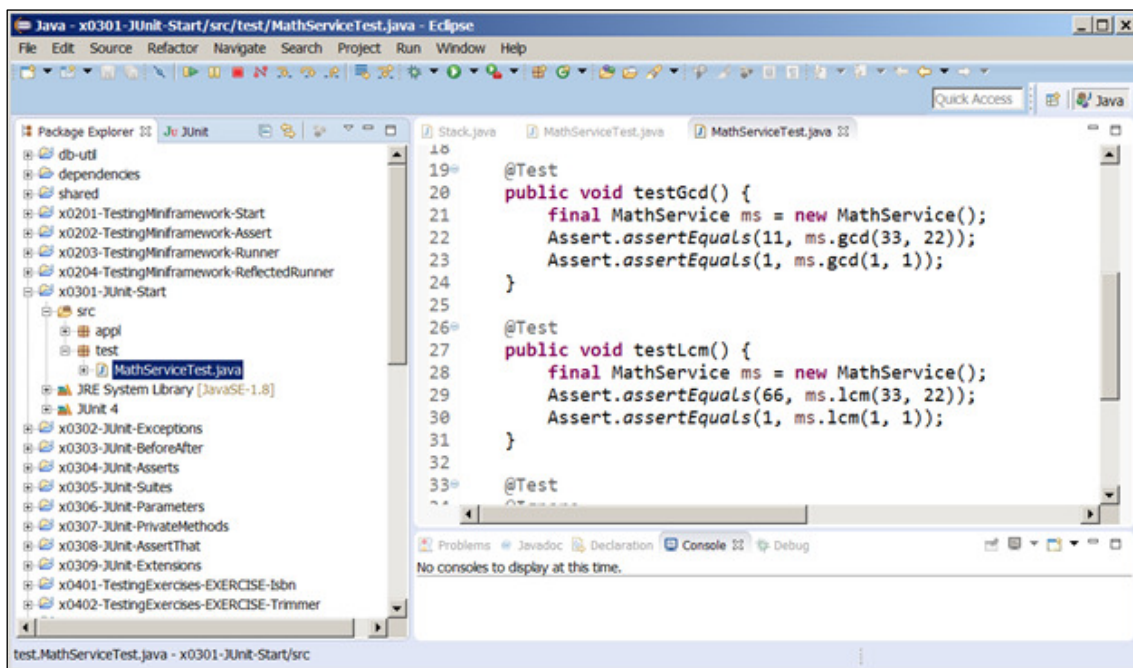 Java - x0301-JUnit-Start/src/test/MathServiceTest.java - Eclipse
File Edit Source Refactor Navigate Search Project Run Window Help
Quick Access Java
Package Explorer JUnit
db-util
dependencies
shared
x0201-TestingMiniframework-Start
x0202-TestingMiniframework-Assert
x0203-TestingMiniframework-Runner
x0204-TestingMiniframework-ReflectedRunner
x0301-JUnit-Start
src
appl
test
MathServiceTest.java
JRE System Library [JavaSE-1.8]
JUnit 4
x0302-JUnit-Exceptions
x0303-JUnit-BeforeAfter
x0304-JUnit-Asserts
x0305-JUnit-Suites
x0306-JUnit-Parameters
x0307-JUnit-PrivateMethods
x0308-JUnit-AssertThat
x0309-JUnit-Extensions
x0401-TestingExercises-EXERCISE-Isbn
x0402-TestingExercises-EXERCISE-Trimmer
Stack.java MathServiceTest.java MathServiceTest.java
18
19 @Test
20 public void testGcd() {
21 final MathService ms = new MathService();
22 Assert.assertEquals(11, ms.gcd(33, 22));
23 Assert.assertEquals(1, ms.gcd(1, 1));
24 }
25
26 @Test
27 public void testLcm() {
28 final MathService ms = new MathService();
29 Assert.assertEquals(66, ms.lcm(33, 22));
30 Assert.assertEquals(1, ms.lcm(1, 1));
31 }
32
33 @Test
Problems Javadoc Declaration Console Debug
No consoles to display at this time.
test.MathServiceTest.java - x0301-JUnit-Start/src